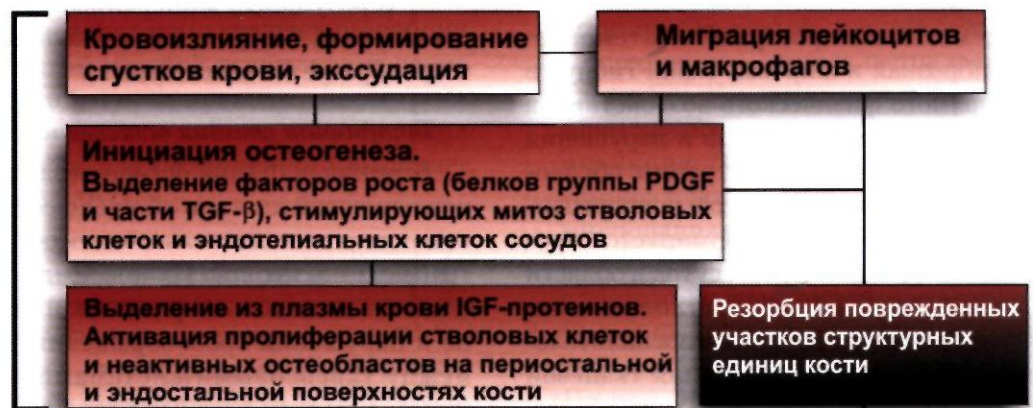 Кровоизлияние, формирование
сгустков крови, экссудация
Миграция лейкоцитов
и макрофагов
Инициация остеогенеза.
Выделение факторов роста (белков группы PDGF
и части TGF-β), стимулирующих митоз стволовых
клеток и эндотелиальных клеток сосудов
Выделение из плазмы крови IGF-протеинов.
Активация пролиферации стволовых клеток
и неактивных остеобластов на периостальной
и эндостальной поверхностях кости
Резорбция поврежденных
участков структурных
единиц кости